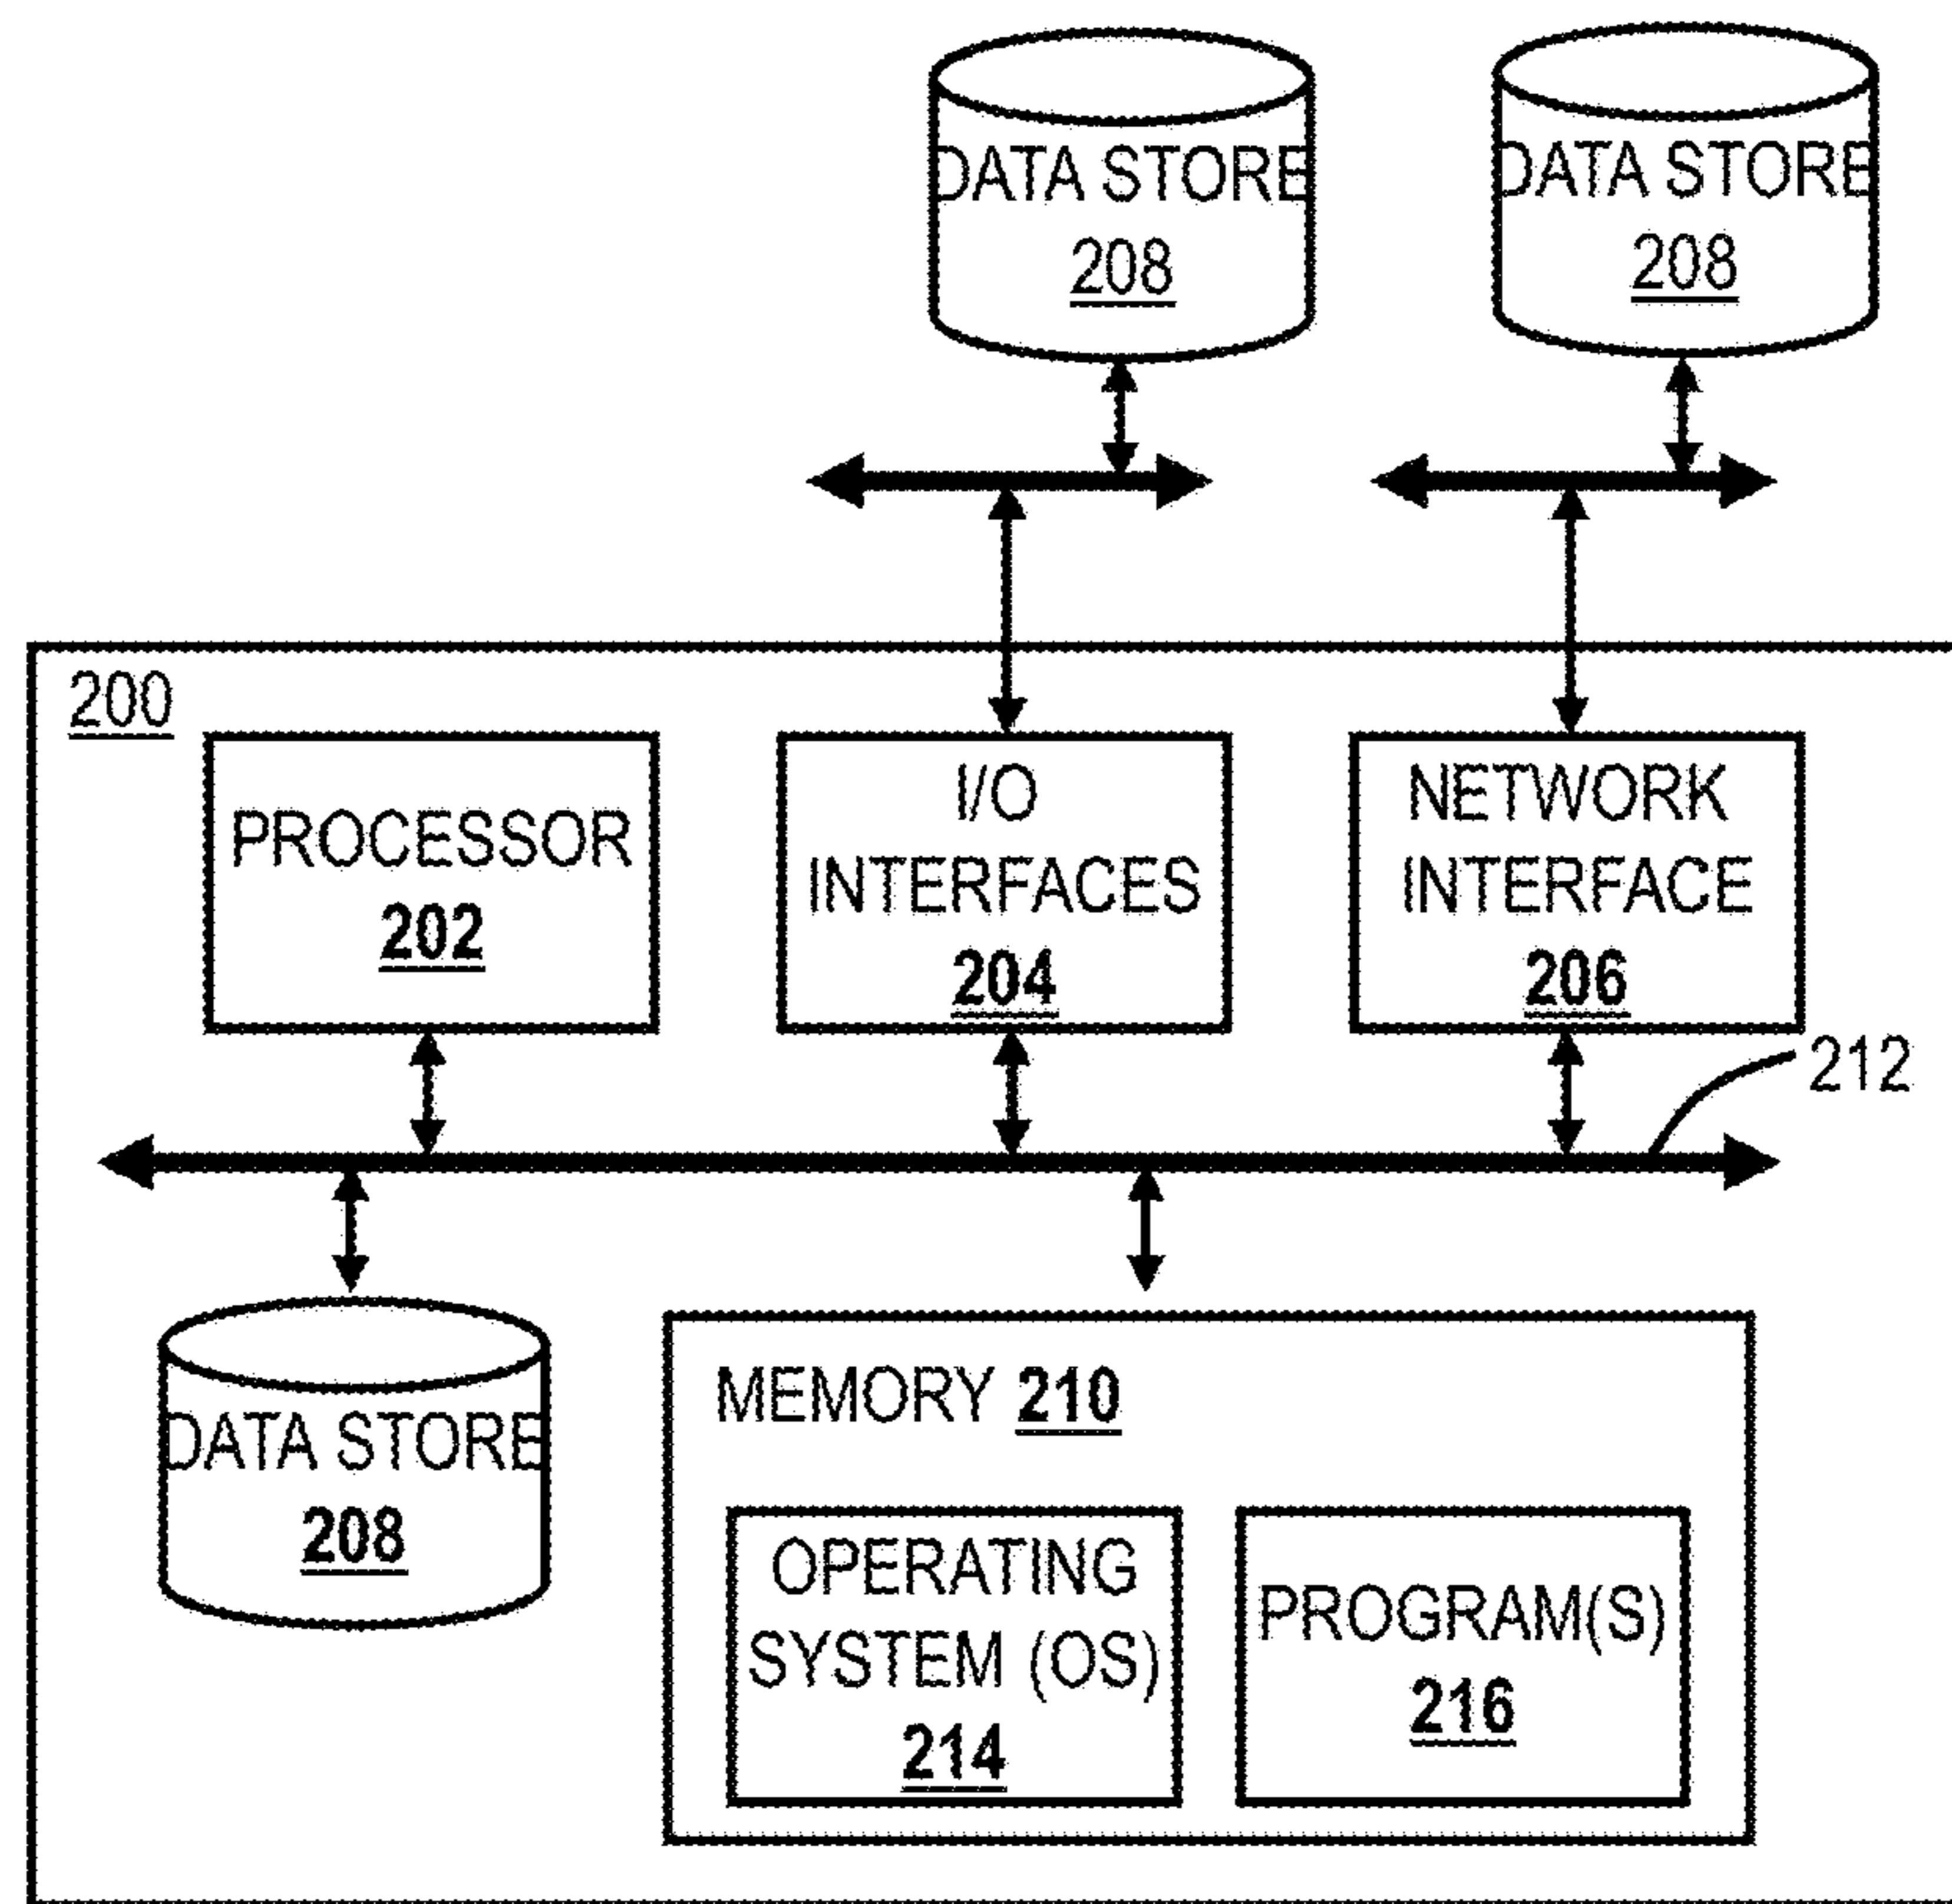 DATA STORE
208
DATA STORE
208
200
PROCESSOR
202
I/O
INTERFACES
204
NETWORK
INTERFACE
206
212
DATA STORE
208
MEMORY 210
OPERATING
SYSTEM (OS)
214
PROGRAM(S)
216